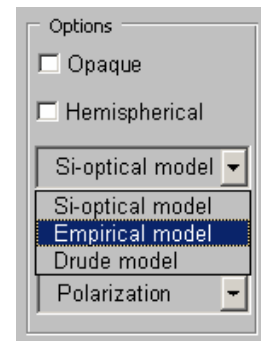 Options
Opaque
Hemispherical
Si-optical model
Si-optical model
Empirical model
Drude model
Polarization